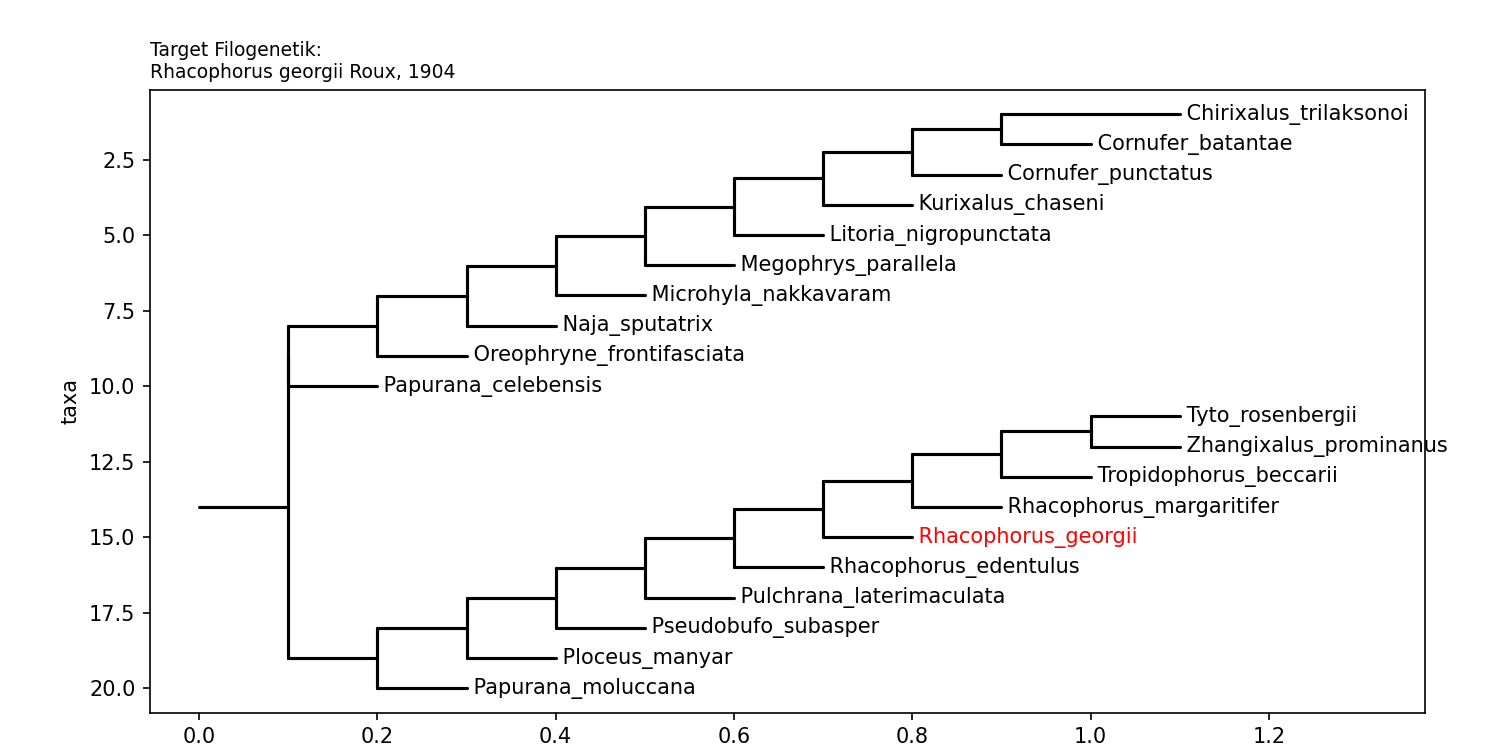 Target Filogenetik:
Rhacophorus georgii Roux, 1904
Chirixalus_trilaksonoi
Cornufer_batantae
2.5
Cornufer_punctatus
Kurixalus_chaseni
5.0
Litoria_nigropunctata
Megophrys_parallela
Microhyla_nakkavaram
7.5
Naja_sputatrix
Oreophryne_frontifasciata
10.0
Papurana_celebensis
taxa
Tyto_rosenbergii
Zhangixalus_prominanus
12.5
Tropidophorus_beccarii
Rhacophorus_margaritifer
15.0
Rhacophorus_georgii
Rhacophorus_edentulus
Pulchrana_laterimaculata
17.5
Pseudobufo_subasper
Ploceus_manyar
20.0
Papurana_moluccana
0.0 0.2 0.4 0.6 0.8 1.0 1.2